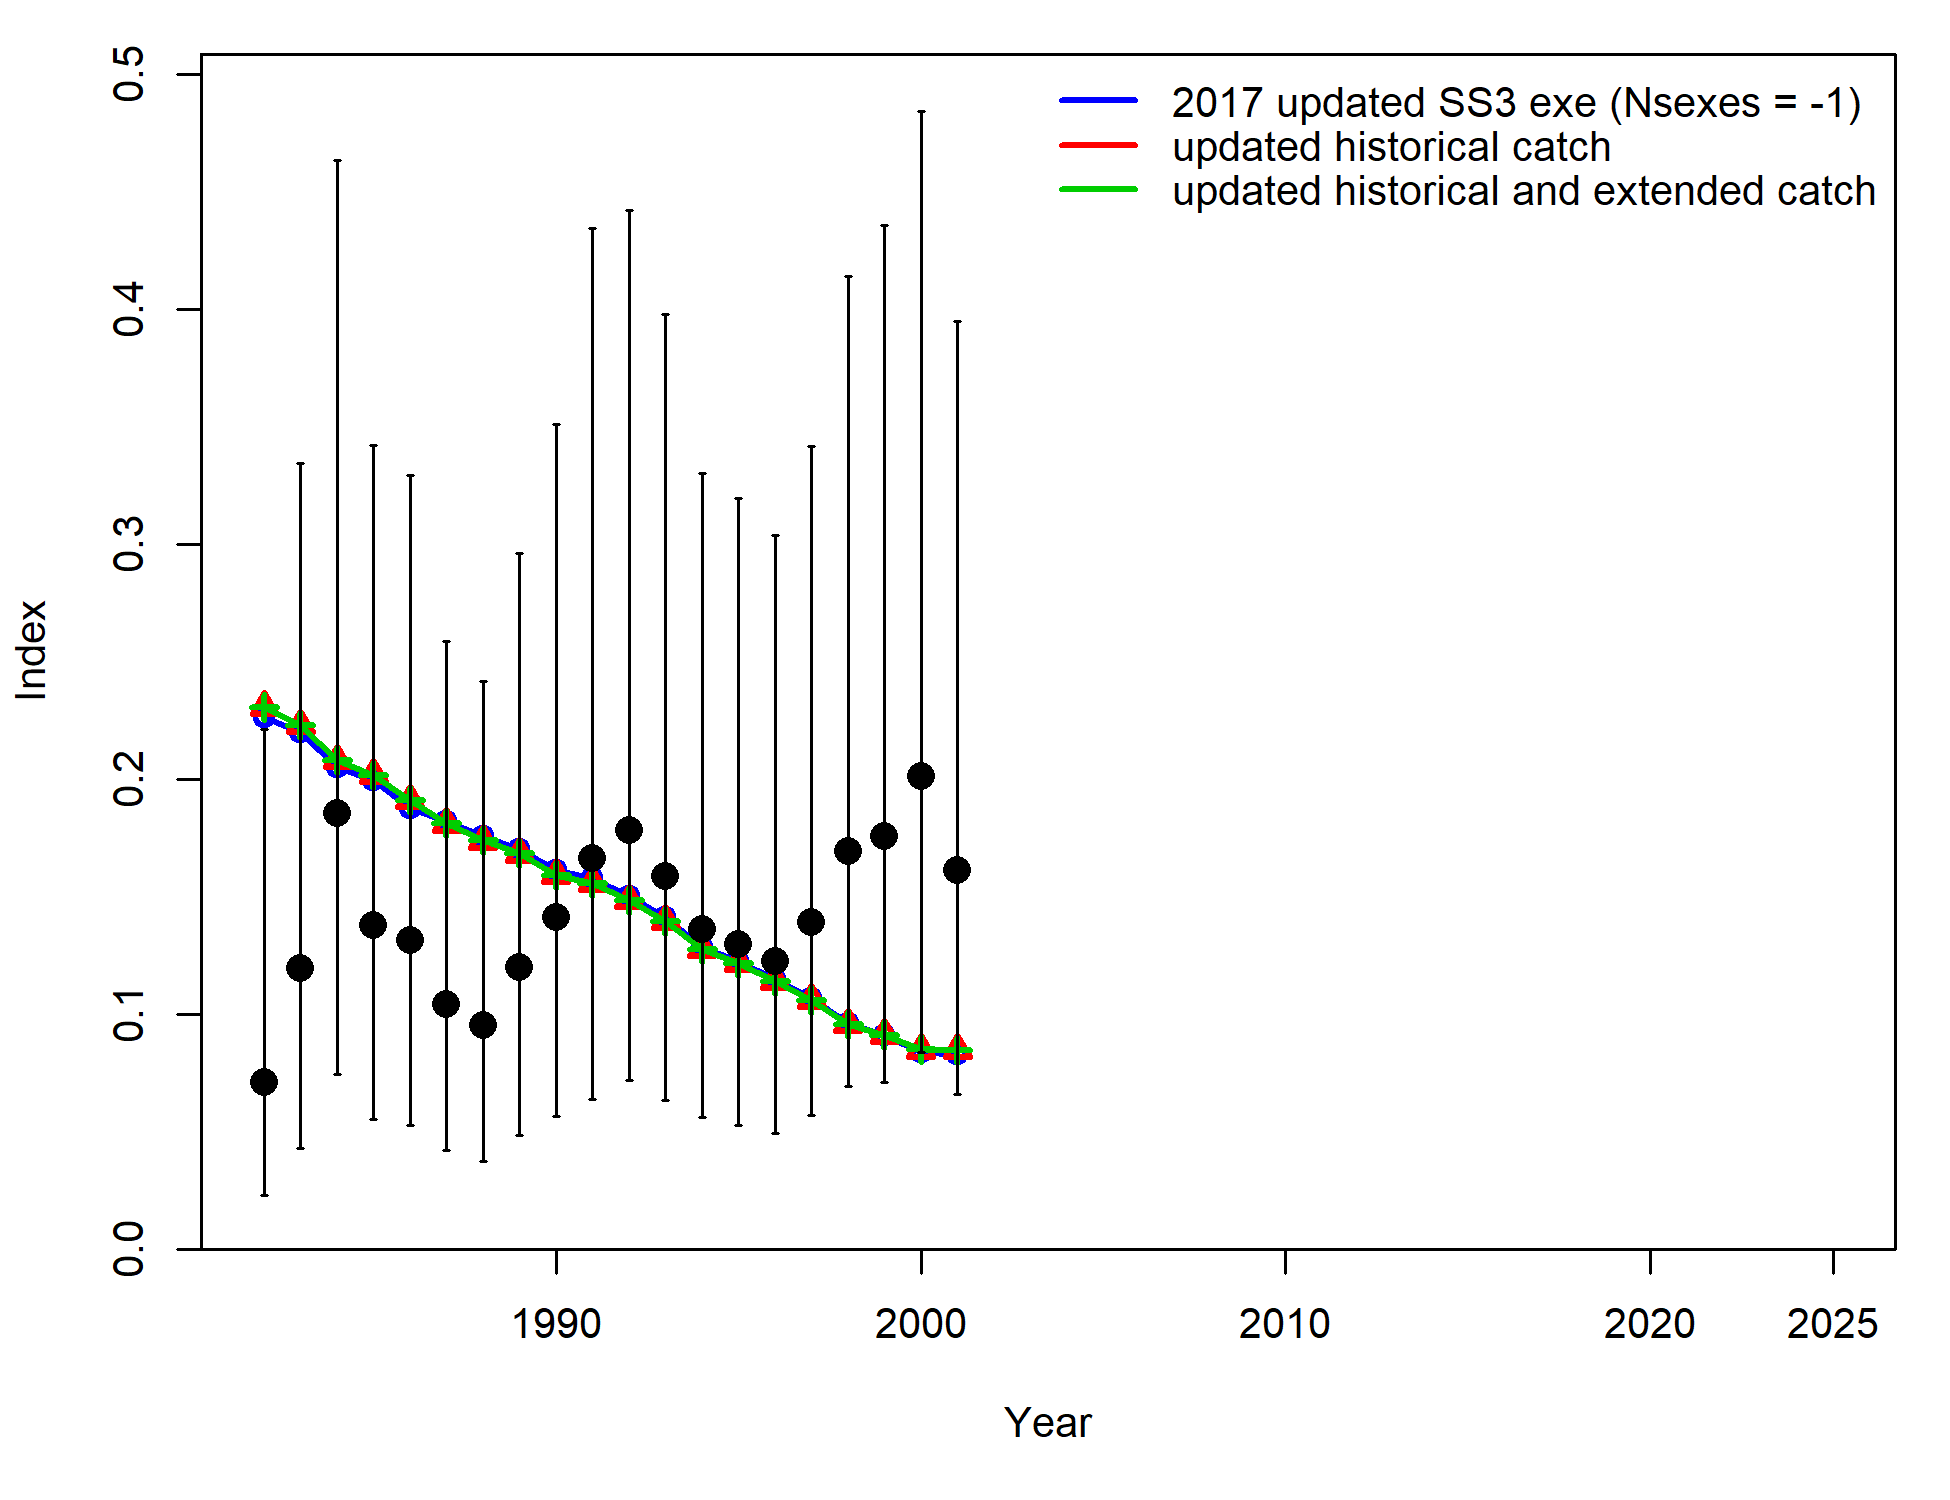 2017 updated SS3 exe (Nsexes = -1)
updated historical catch
updated historical and extended catch
0.5
0.4
0.3
0.2
0.1
0.0
Index
1990 2000 2010 2020 2025
Year